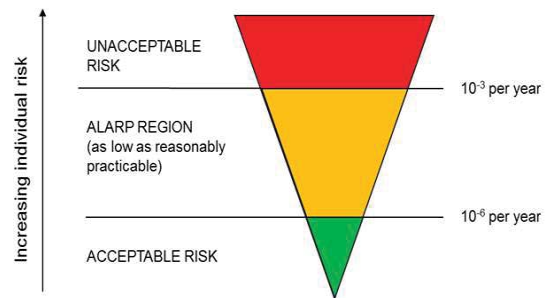 Increasing individual risk
UNACCEPTABLE
RISK
10⁻³ per year
ALARP REGION
(as low as reasonably
practicable)
10⁻⁶ per year
ACCEPTABLE RISK